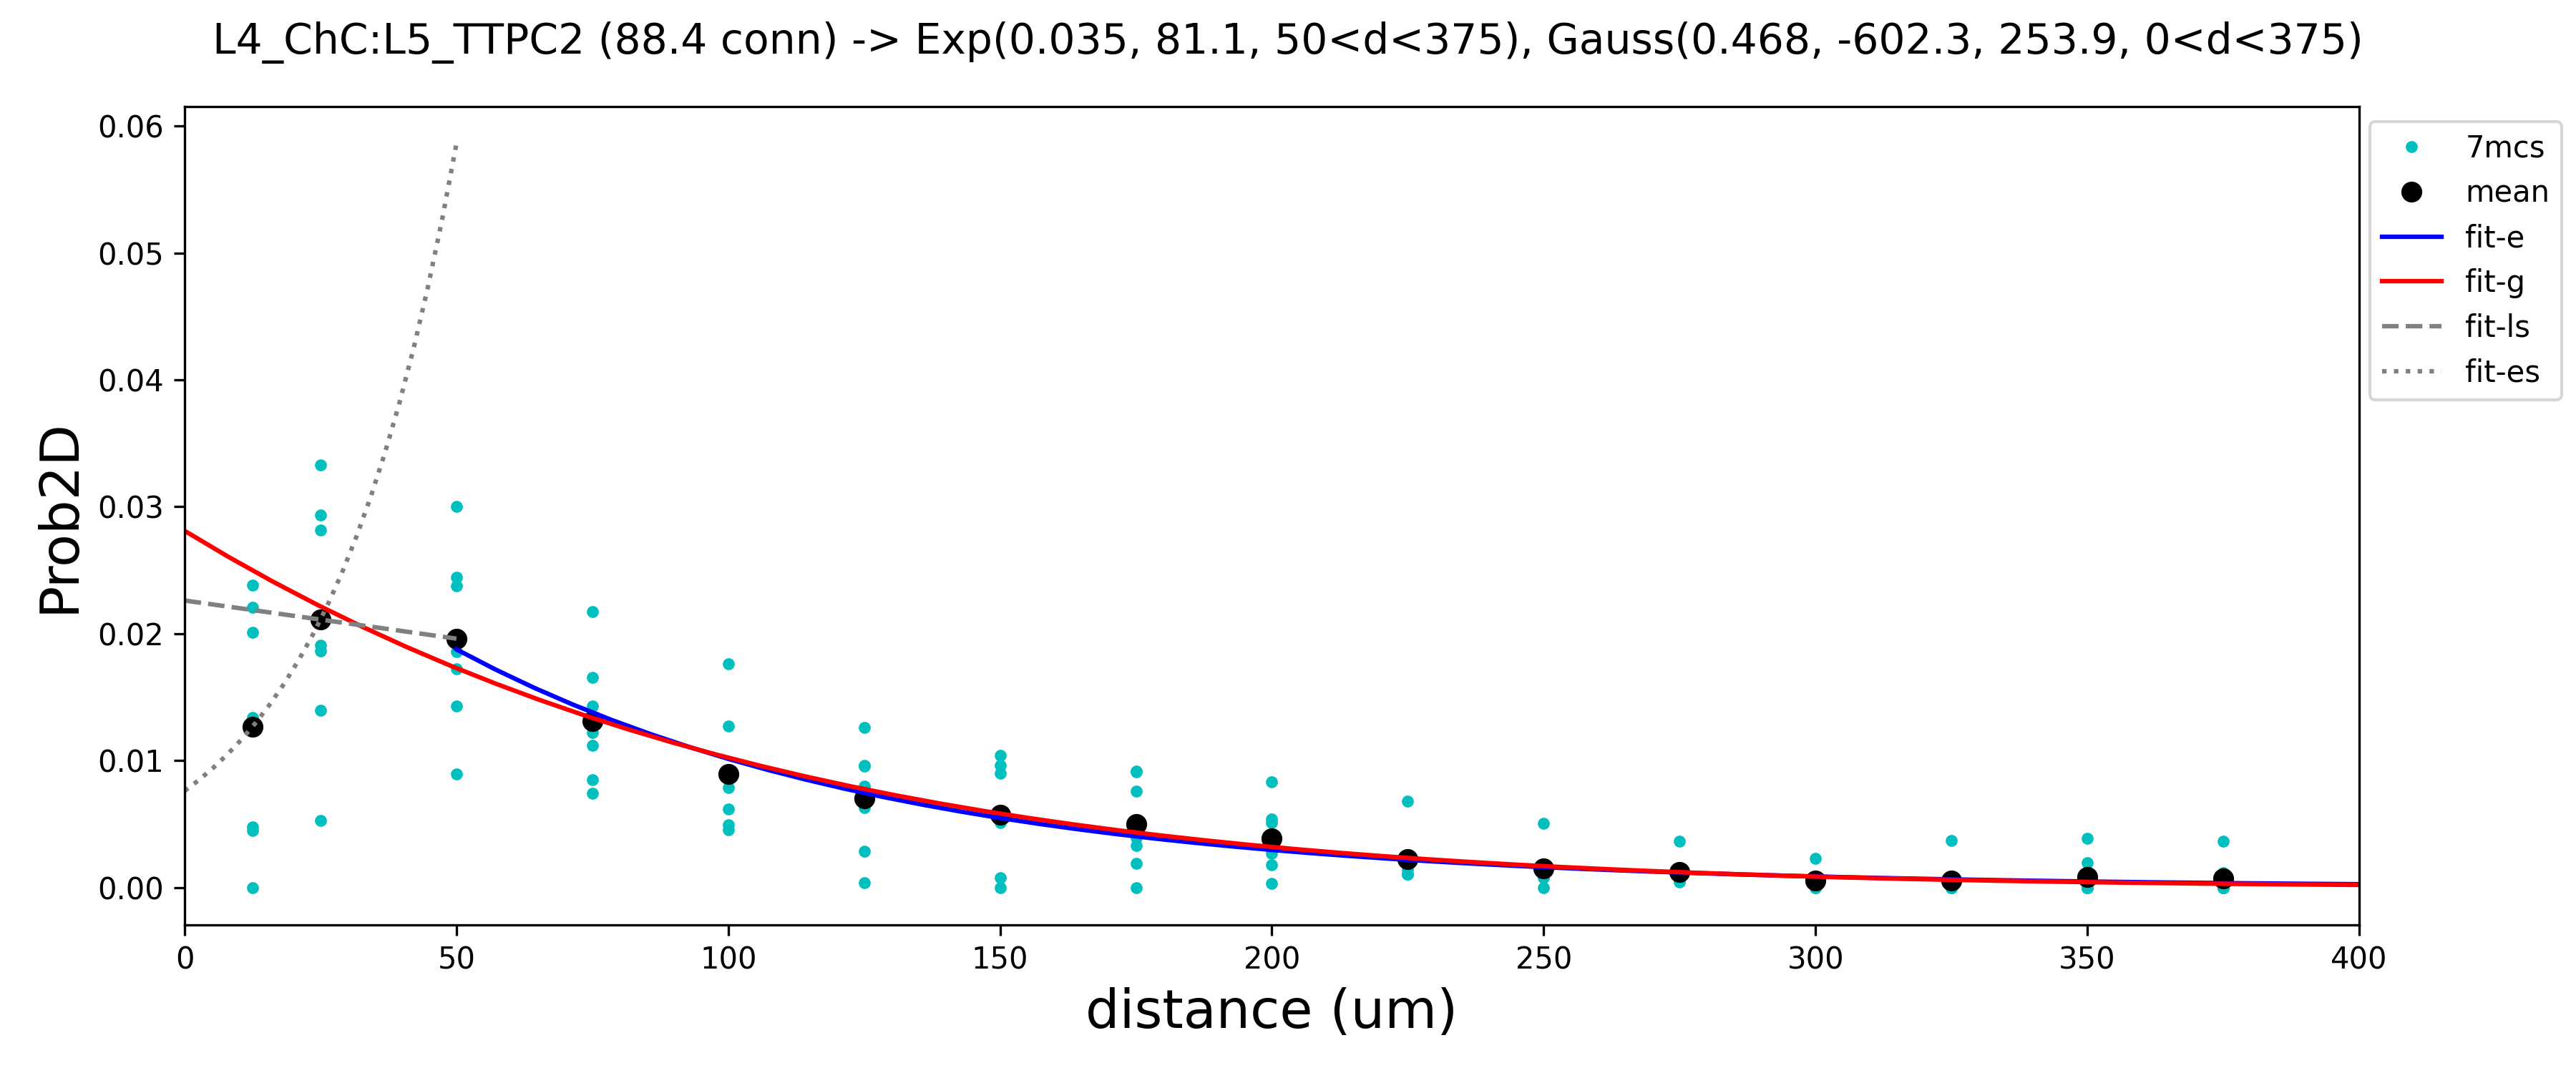 L4_ChC:L5_TTPC2 (88.4 conn) -> Exp(0.035, 81.1, 50<d<375), Gauss(0.468, -602.3, 253.9, 0<d<375)
0.06
0.05
0.04
0.03
0.02
0.01
0.00
Prob2D
0 50 100 150 200 250 300 350 400
distance (um)
7mcs
mean
fit-e
fit-g
fit-ls
fit-es